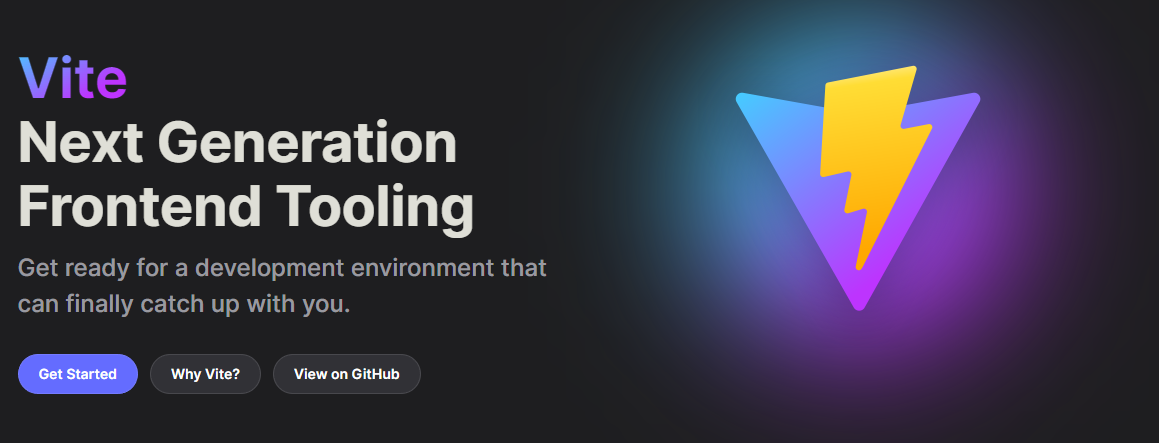 Vite
Next Generation
Frontend Tooling
Get ready for a development environment that
can finally catch up with you.
Get Started
Why Vite?
View on GitHub